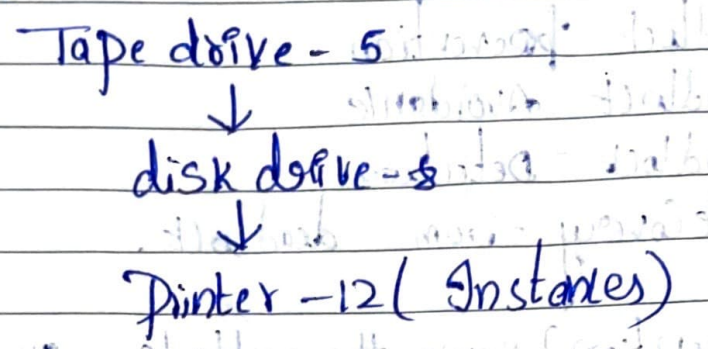 Tape drive - 5
↓
disk drive - 8
↓
Printer - 12 ( Instances)